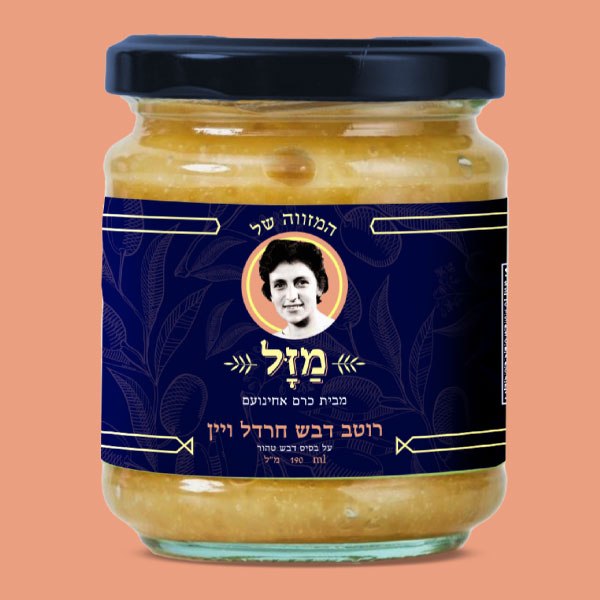 המזווה של
מַזָּל
מבית כרם אחינועם
רוטב דבש חרדל ויין
על בסיס דבש טהור
190 מ"ל ml